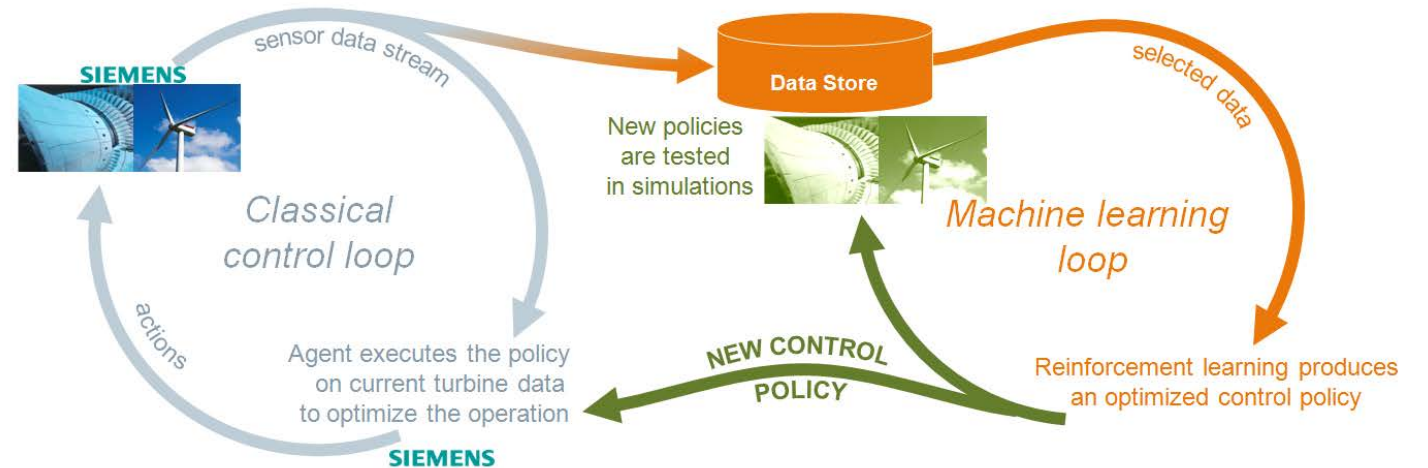 sensor data stream
SIEMENS
Classical
control loop
actions
Agent executes the policy
on current turbine data
to optimize the operation
SIEMENS
Data Store
New policies
are tested
in simulations
selected data
Machine learning
loop
NEW CONTROL
POLICY
Reinforcement learning produces
an optimized control policy